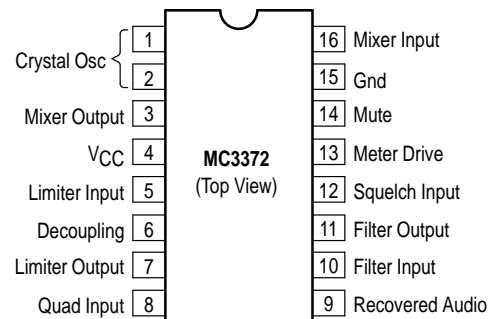 1 16 Mixer Input
Crystal Osc
2 15 Gnd
Mixer Output 3 14 Mute
VCC 4 MC3372 13 Meter Drive
Limiter Input 5 (Top View) 12 Squelch Input
Decoupling 6 11 Filter Output
Limiter Output 7 10 Filter Input
Quad Input 8 9 Recovered Audio